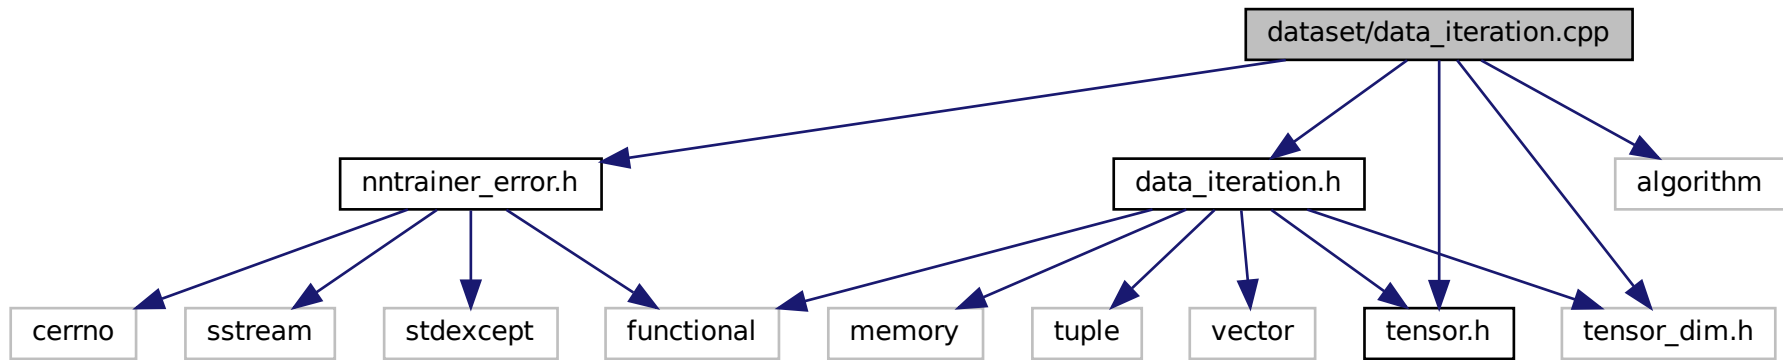 dataset/data_iteration.cpp
nntrainer_error.h
data_iteration.h
algorithm
cerrno
sstream
stdexcept
functional
memory
tuple
vector
tensor.h
tensor_dim.h